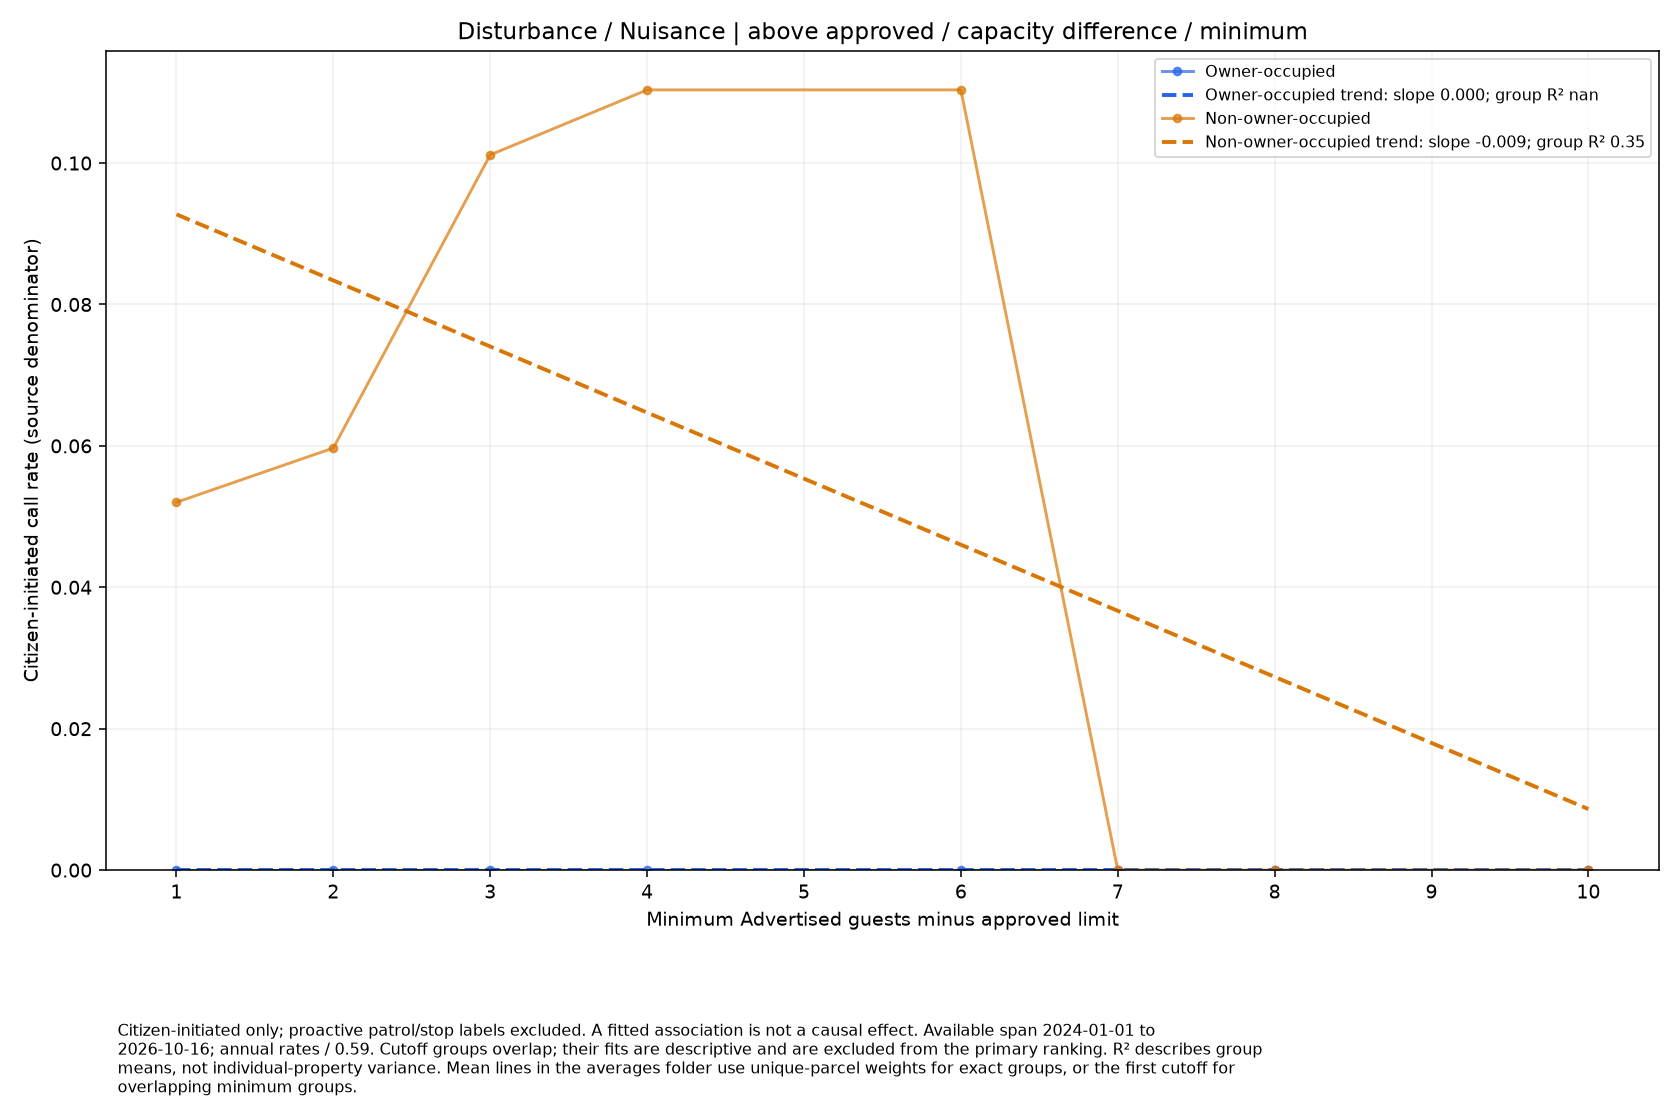 Disturbance / Nuisance | above approved / capacity difference / minimum
Owner-occupied
Owner-occupied trend: slope 0.000; group R² nan
Non-owner-occupied
Non-owner-occupied trend: slope -0.009; group R² 0.35
Citizen-initiated call rate (source denominator)
0.10
0.08
0.06
0.04
0.02
0.00
1 2 3 4 5 6 7 8 9 10
Minimum Advertised guests minus approved limit
Citizen-initiated only; proactive patrol/stop labels excluded. A fitted association is not a causal effect. Available span 2024-01-01 to
2026-10-16; annual rates / 0.59. Cutoff groups overlap; their fits are descriptive and are excluded from the primary ranking. R² describes group
means, not individual-property variance. Mean lines in the averages folder use unique-parcel weights for exact groups, or the first cutoff for
overlapping minimum groups.